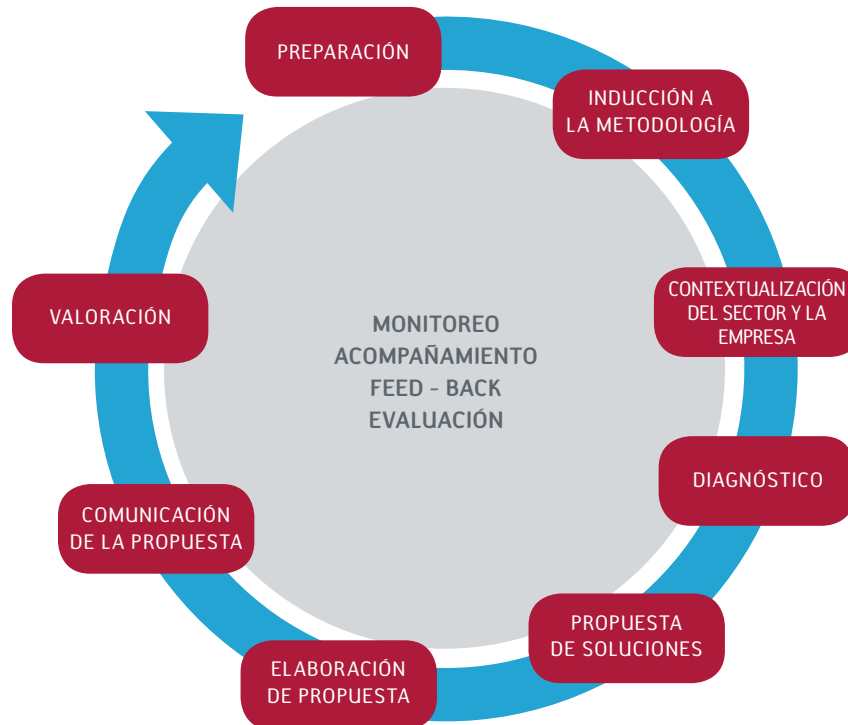 PREPARACIÓN
INDUCCIÓN A
LA METODOLOGÍA
CONTEXTUALIZACIÓN
DEL SECTOR Y LA
EMPRESA
DIAGNÓSTICO
PROPUESTA
DE SOLUCIONES
ELABORACIÓN
DE PROPUESTA
COMUNICACIÓN
DE LA PROPUESTA
VALORACIÓN
MONITOREO
ACOMPAÑAMIENTO
FEED - BACK
EVALUACIÓN